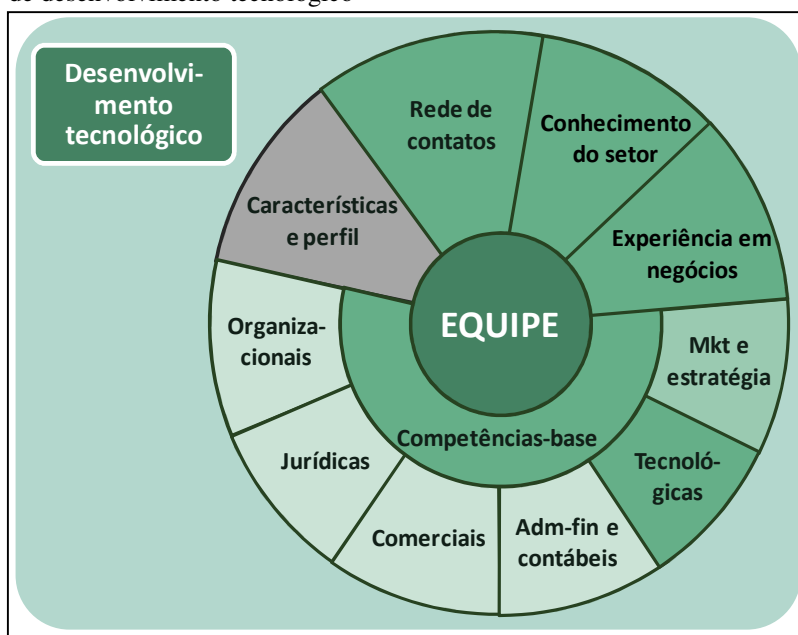 de desenvolvimento tecnológico
Desenvolvi-
mento
tecnológico
Rede de
contatos
Conhecimento
do setor
Características
e perfil
Experiência em
negócios
EQUIPE
Organiza-
cionais
Mkt e
estratégia
Competências-base
Jurídicas
Tecnoló-
gicas
Comerciais
Adm-fin e
contábeis